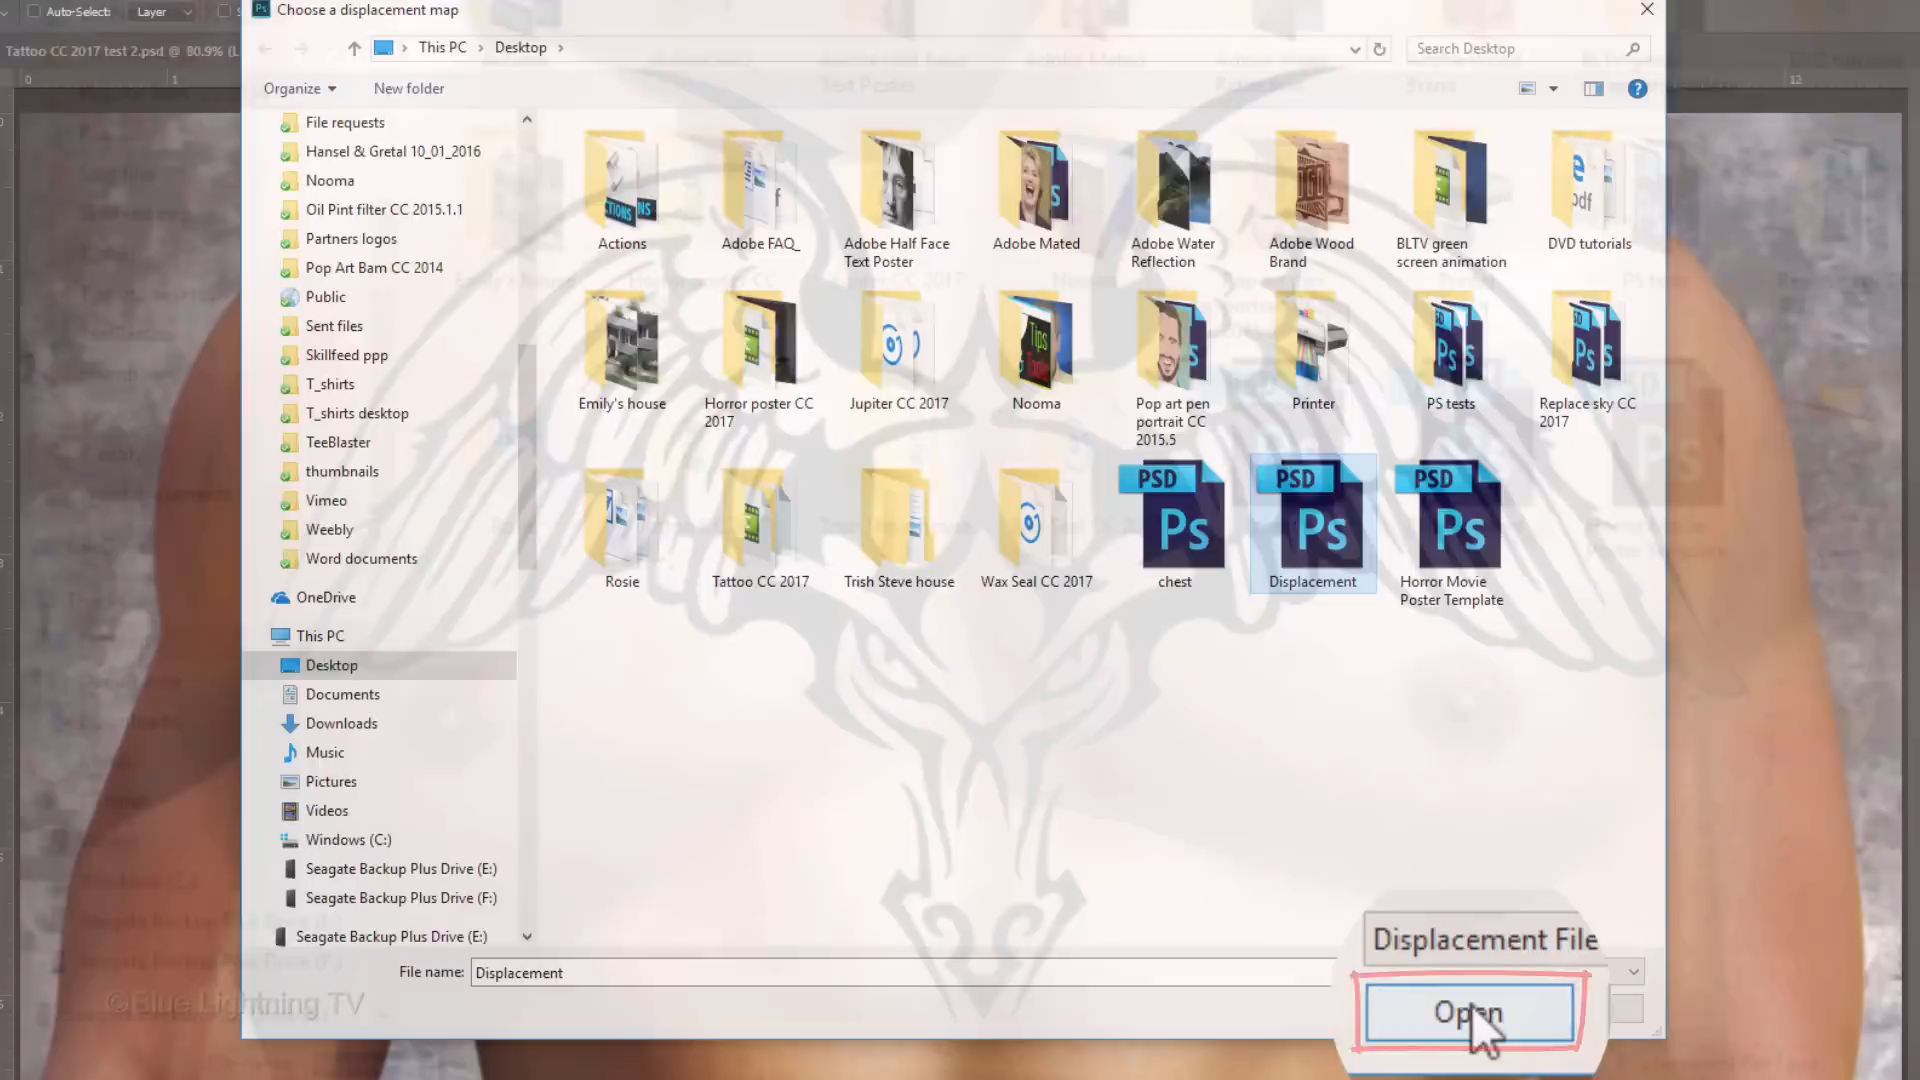 Auto-Select:
Layer
Choose a displacement map
Tattoo CC 2017 test 2.psd @ 80.9% (L
This PC
Desktop
Search Desktop
Organize
New folder
File requests
Hansel & Gretal 10_01_2016
Nooma
Oil Pint filter CC 2015.1.1
Partners logos
Pop Art Bam CC 2014
Public
Sent files
Skillfeed ppp
T_shirts
T_shirts desktop
TeeBlaster
thumbnails
Vimeo
Weebly
Word documents
OneDrive
This PC
Desktop
Documents
Downloads
Music
Pictures
Videos
Windows (C:)
Seagate Backup Plus Drive (E:)
Seagate Backup Plus Drive (F:)
Seagate Backup Plus Drive (E:)
Actions
Adobe FAQ_
Adobe Half Face
Text Poster
Adobe Mated
Adobe Water
Reflection
Adobe Wood
Brand
BLTV green
screen animation
DVD tutorials
Emily's house
Horror poster CC
2017
Jupiter CC 2017
Nooma
Pop art pen
portrait CC
2015.5
Printer
PS tests
Replace sky CC
2017
Rosie
Tattoo CC 2017
Trish Steve house
Wax Seal CC 2017
PSD
Ps
chest
PSD
Ps
Displacement
PSD
Ps
Horror Movie
Poster Template
File name:
Displacement
Displacement File
Open
©Blue Lightning TV